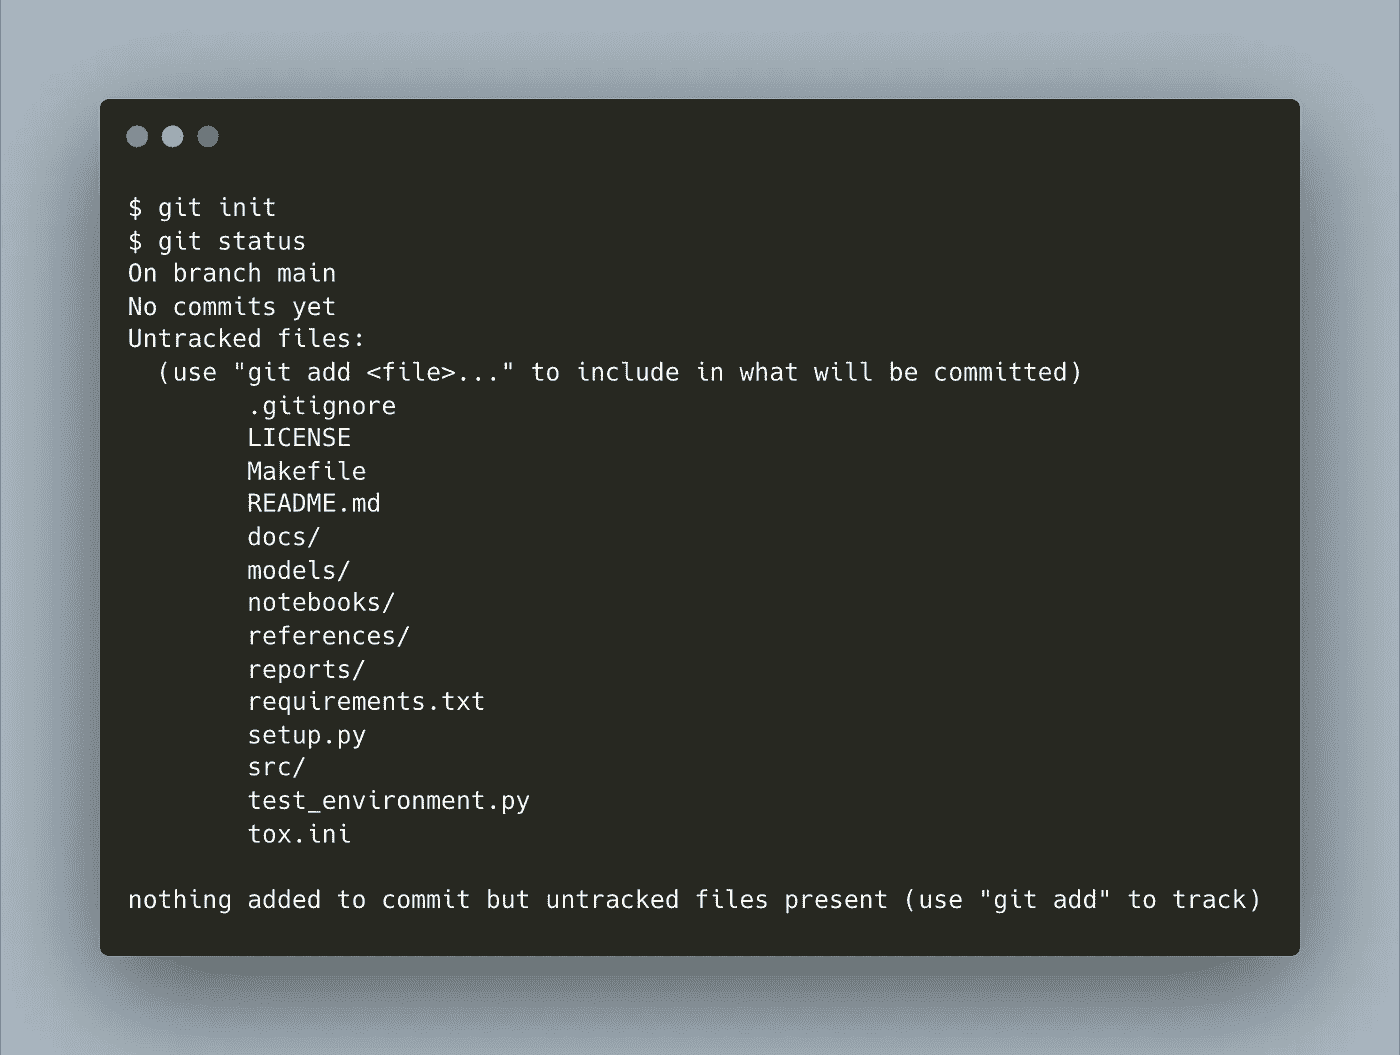 $ git init
$ git status
On branch main
No commits yet
Untracked files:
  (use "git add <file>..." to include in what will be committed)
        .gitignore
        LICENSE
        Makefile
        README.md
        docs/
        models/
        notebooks/
        references/
        reports/
        requirements.txt
        setup.py
        src/
        test_environment.py
        tox.ini

nothing added to commit but untracked files present (use "git add" to track)